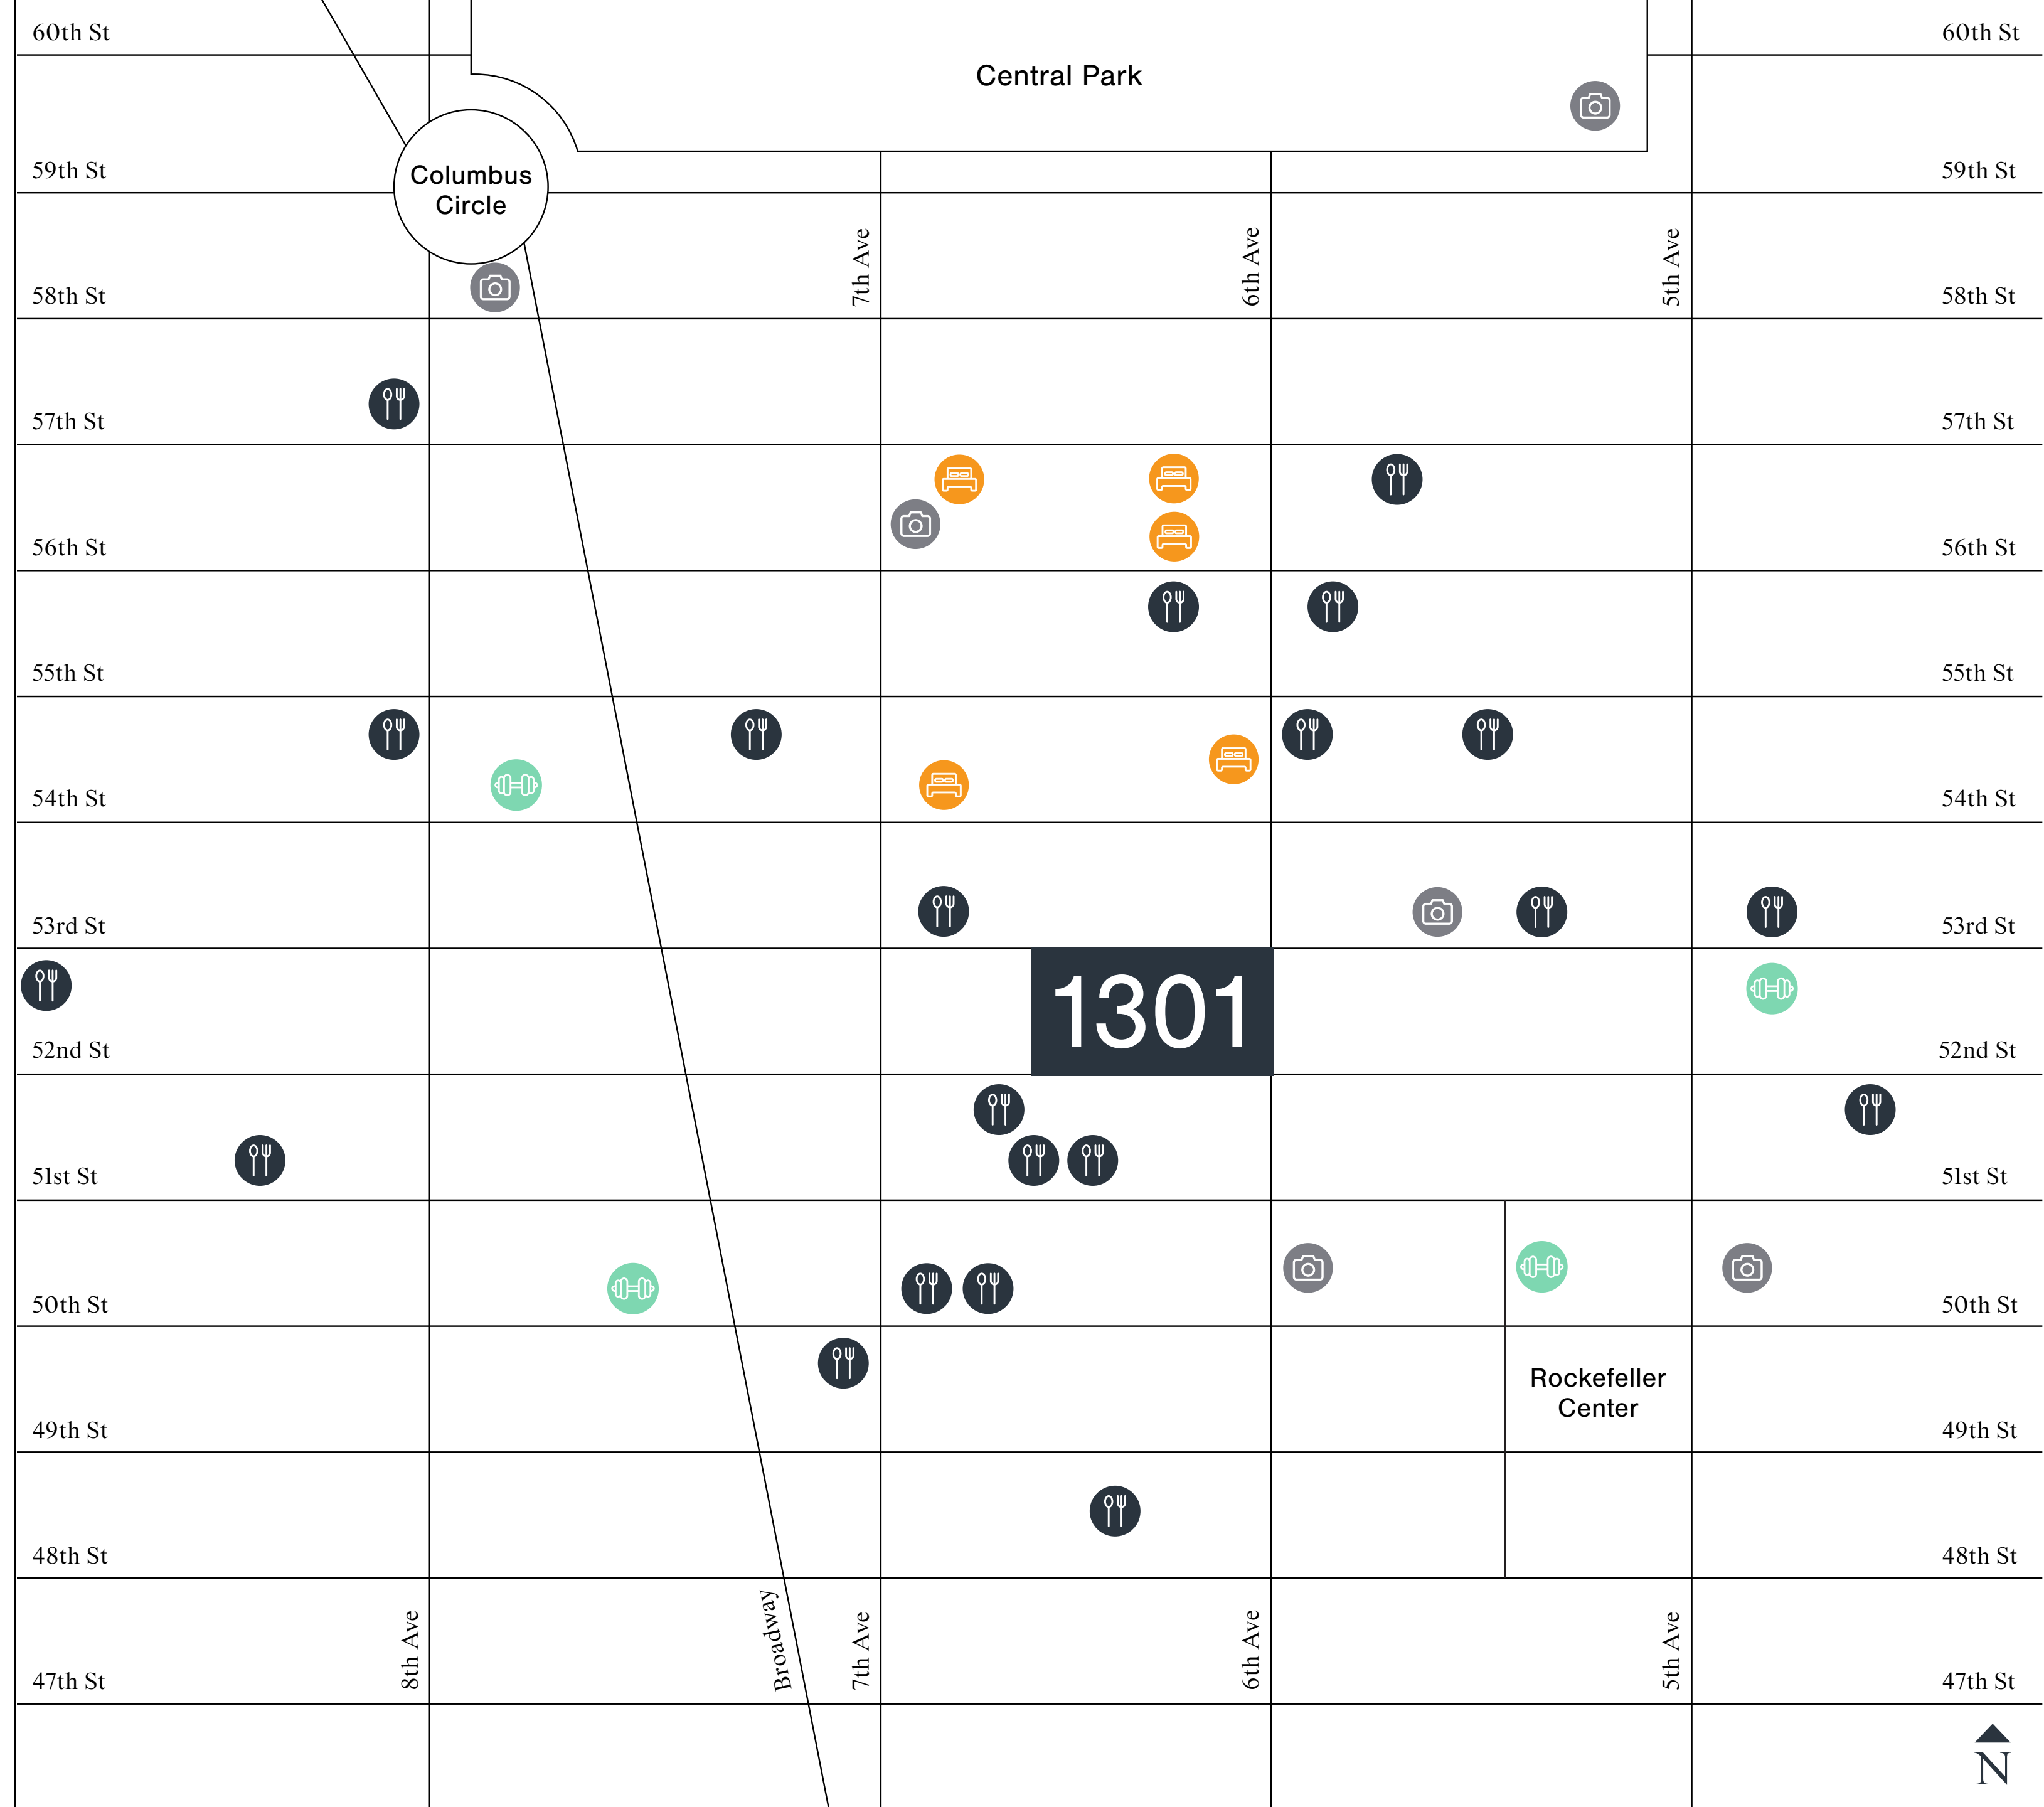 60th St
60th St
Central Park
59th St
Columbus
Circle
59th St
58th St
7th Ave
6th Ave
5th Ave
58th St
57th St
57th St
56th St
56th St
55th St
55th St
54th St
54th St
53rd St
53rd St
1301
52nd St
52nd St
51st St
51st St
50th St
50th St
Rockefeller
Center
49th St
49th St
48th St
48th St
47th St
8th Ave
Broadway
7th Ave
6th Ave
5th Ave
47th St
N